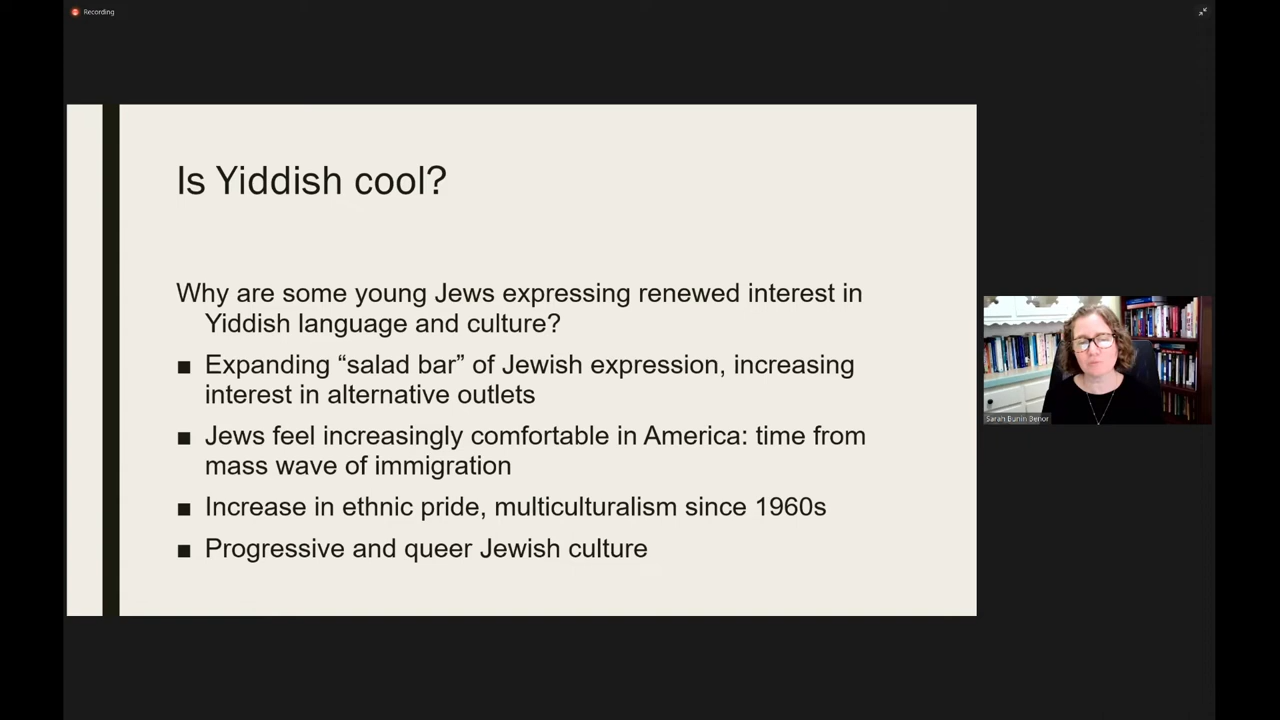 Recording
Is Yiddish cool?
Why are some young Jews expressing renewed interest in
Yiddish language and culture?
■ Expanding “salad bar” of Jewish expression, increasing
interest in alternative outlets
■ Jews feel increasingly comfortable in America: time from
mass wave of immigration
■ Increase in ethnic pride, multiculturalism since 1960s
■ Progressive and queer Jewish culture
Sarah Bunin Benor